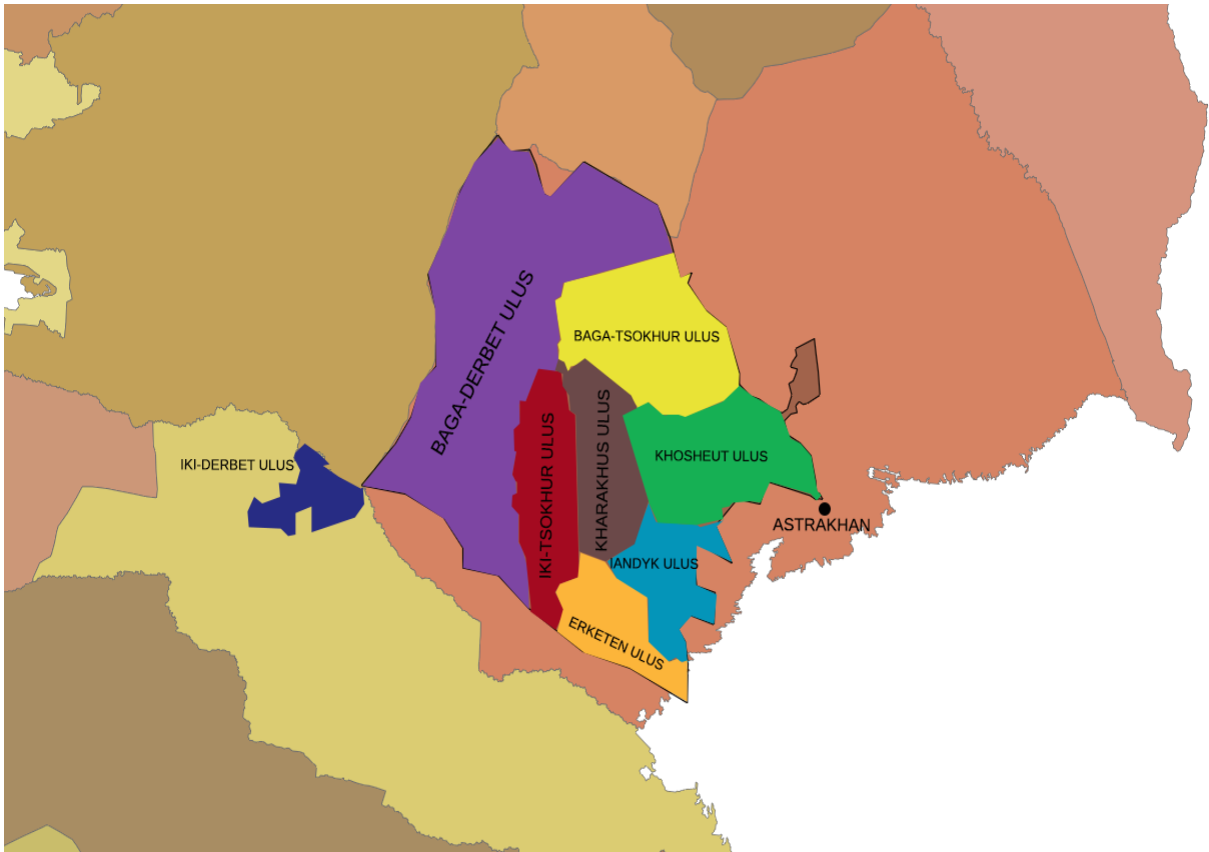 BAGA-DERBET ULUS
BAGA-TSOKHUR ULUS
IKI-DERBET ULUS
IKI-TSOKHUR ULUS
KHARAKHUS ULUS
KHOSHEUT ULUS
ASTRAKHAN
IANDYK ULUS
ERKETEN ULUS